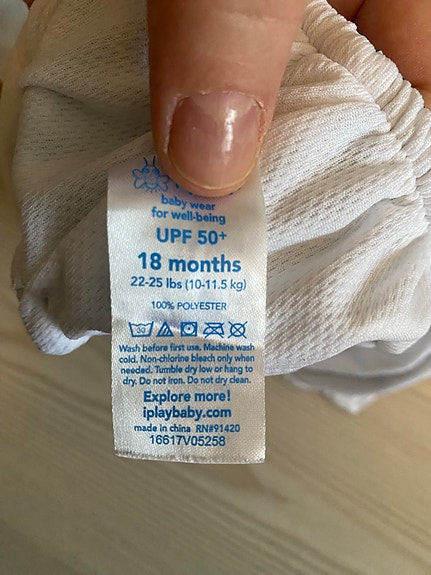 baby wear
for well-being
UPF 50+
18 months
22-25 lbs (10-11.5 kg)
100% POLYESTER
30
Wash before first use. Machine wash
cold. Non-chlorine bleach only when
needed. Tumble dry low or hang to
dry. Do not iron. Do not dry clean.
Explore more!
iplaybaby.com
made in china RN#91420
16617V05258